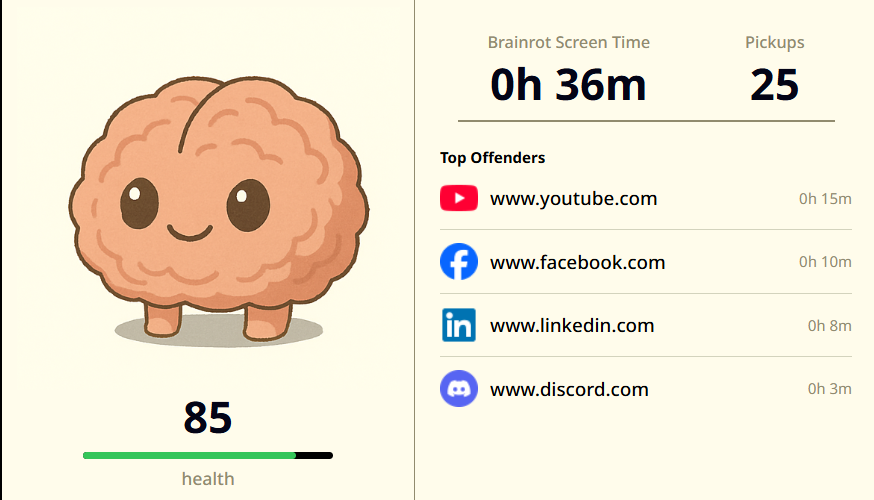 85
health
Brainrot Screen Time
Pickups
0h 36m
25
Top Offenders
www.youtube.com 0h 15m
www.facebook.com 0h 10m
in www.linkedin.com 0h 8m
www.discord.com 0h 3m